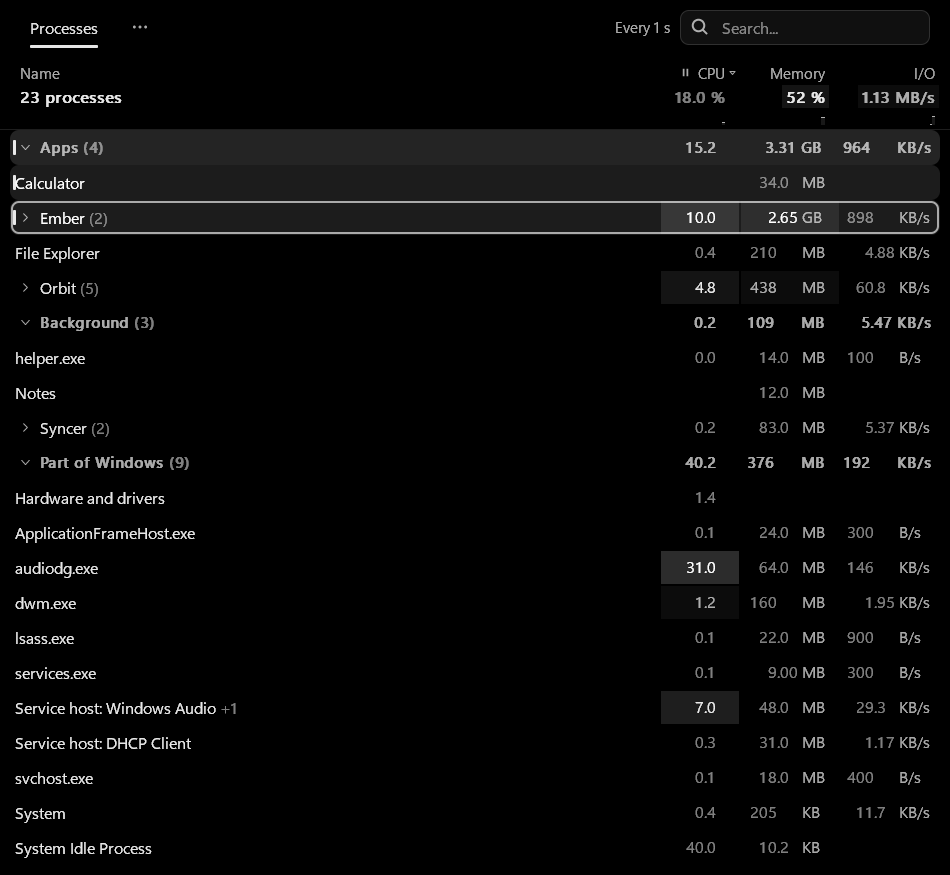 Processes ···
Every 1 s Search...
Name CPU Memory I/O
23 processes 18.0 % 52 % 1.13 MB/s
Apps (4) 15.2 3.31 GB 964 KB/s
Calculator 34.0 MB
Ember (2) 10.0 2.65 GB 898 KB/s
File Explorer 0.4 210 MB 4.88 KB/s
Orbit (5) 4.8 438 MB 60.8 KB/s
Background (3) 0.2 109 MB 5.47 KB/s
helper.exe 0.0 14.0 MB 100 B/s
Notes 12.0 MB
Syncer (2) 0.2 83.0 MB 5.37 KB/s
Part of Windows (9) 40.2 376 MB 192 KB/s
Hardware and drivers 1.4
ApplicationFrameHost.exe 0.1 24.0 MB 300 B/s
audiodg.exe 31.0 64.0 MB 146 KB/s
dwm.exe 1.2 160 MB 1.95 KB/s
lsass.exe 0.1 22.0 MB 900 B/s
services.exe 0.1 9.00 MB 300 B/s
Service host: Windows Audio +1 7.0 48.0 MB 29.3 KB/s
Service host: DHCP Client 0.3 31.0 MB 1.17 KB/s
svchost.exe 0.1 18.0 MB 400 B/s
System 0.4 205 KB 11.7 KB/s
System Idle Process 40.0 10.2 KB